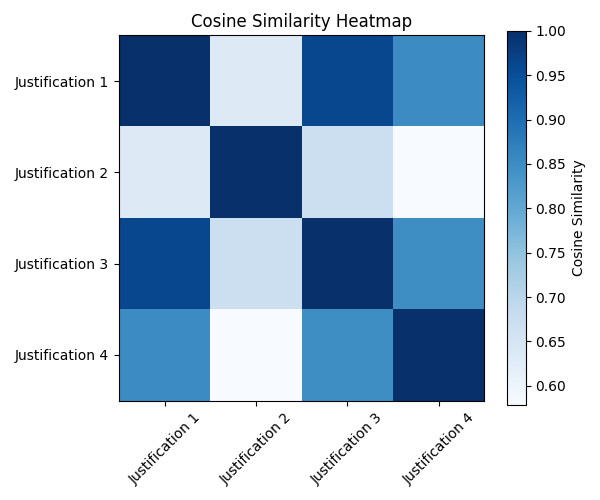 Cosine Similarity Heatmap
Justification 1
Justification 2
Justification 3
Justification 4
Justification 1
Justification 2
Justification 3
Justification 4
1.00
0.95
0.90
0.85
0.80
0.75
0.70
0.65
0.60
Cosine Similarity